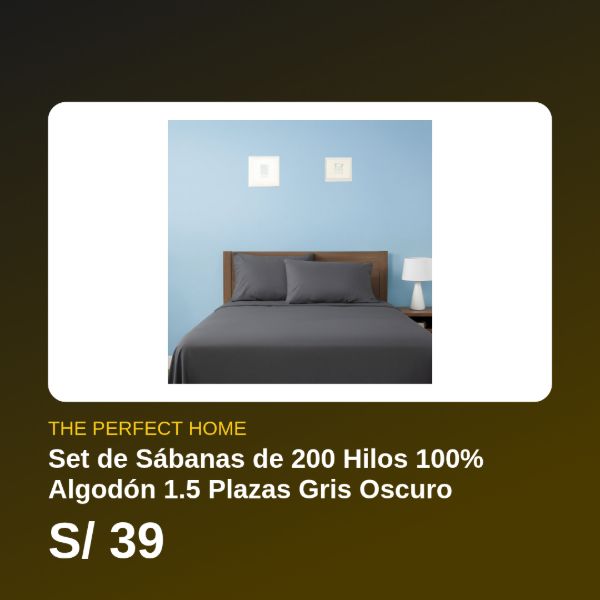 THE PERFECT HOME
Set de Sábanas de 200 Hilos 100%
Algodón 1.5 Plazas Gris Oscuro
S/ 39